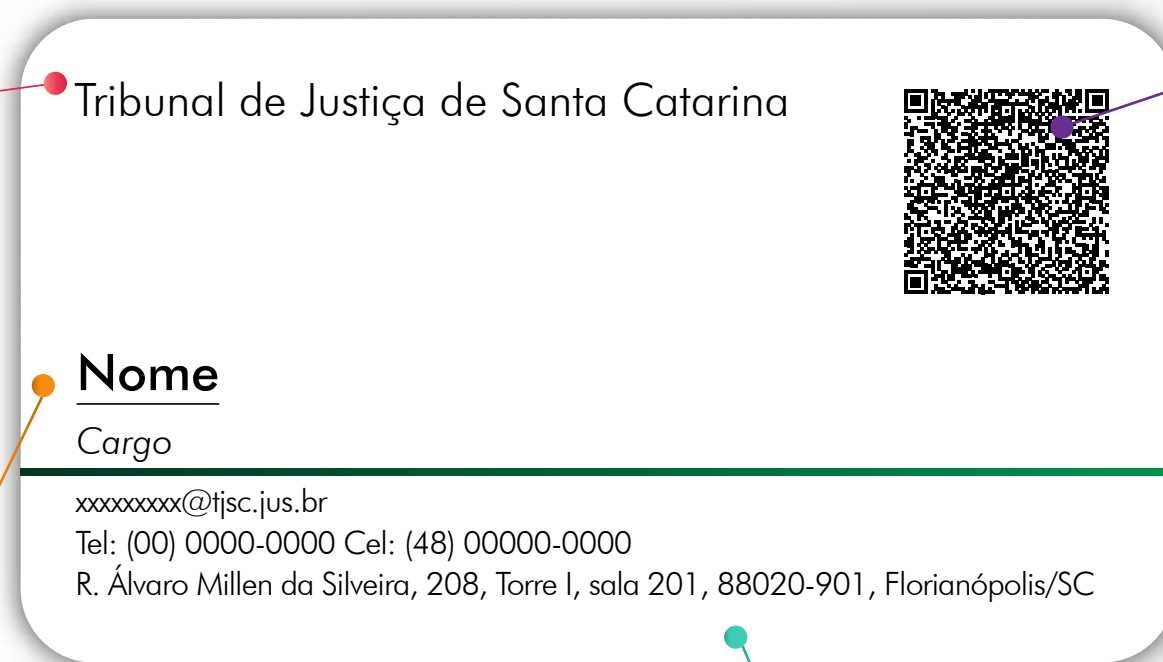 Tribunal de Justiça de Santa Catarina
Nome
Cargo
xxxxxxxxx@tjsc.jus.br
Tel: (00) 0000-0000 Cel: (48) 00000-0000
R. Álvaro Millen da Silveira, 208, Torre I, sala 201, 88020-901, Florianópolis/SC